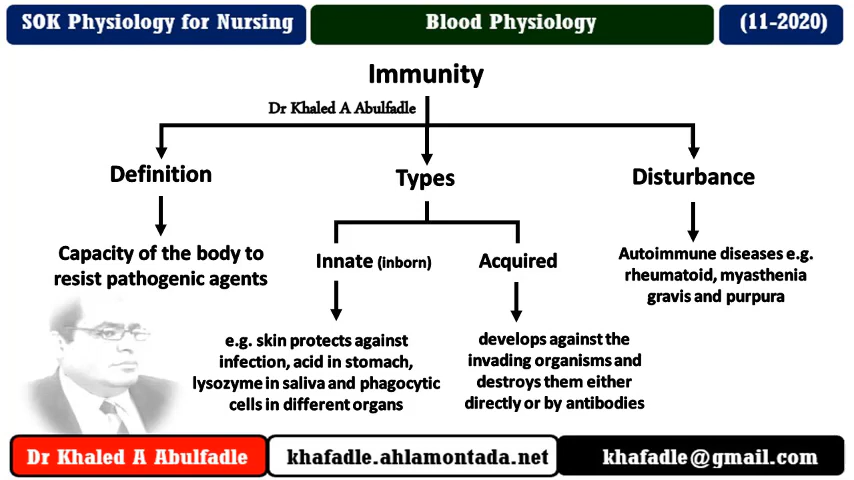 SOK Physiology for Nursing
Blood Physiology
(11-2020)
Immunity
Dr Khaled A Abulfadle
Definition
Types
Disturbance
Capacity of the body to
resist pathogenic agents
Innate (inborn)
Acquired
Autoimmune diseases e.g.
rheumatoid, myasthenia
gravis and purpura
e.g. skin protects against
infection, acid in stomach,
lysozyme in saliva and phagocytic
cells in different organs
develops against the
invading organisms and
destroys them either
directly or by antibodies
Dr Khaled A Abulfadle
khafadle.ahlamontada.net
khafadle@gmail.com